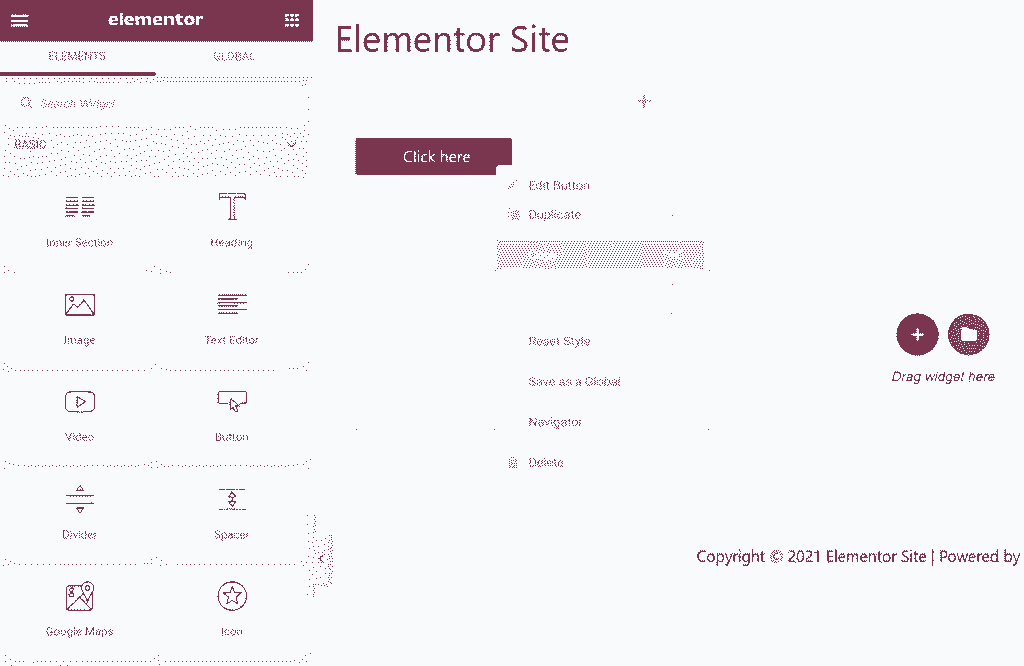 elementor
ELEMENTS GLOBAL
Search Widget
BASIC
Inner Section Heading
Image Text Editor
Video Button
Divider Spacer
Google Maps Icon
Elementor Site
Click here
Edit Button
Duplicate
Reset Style
Save as a Global
Navigator
Delete
Drag widget here
Copyright © 2021 Elementor Site | Powered by